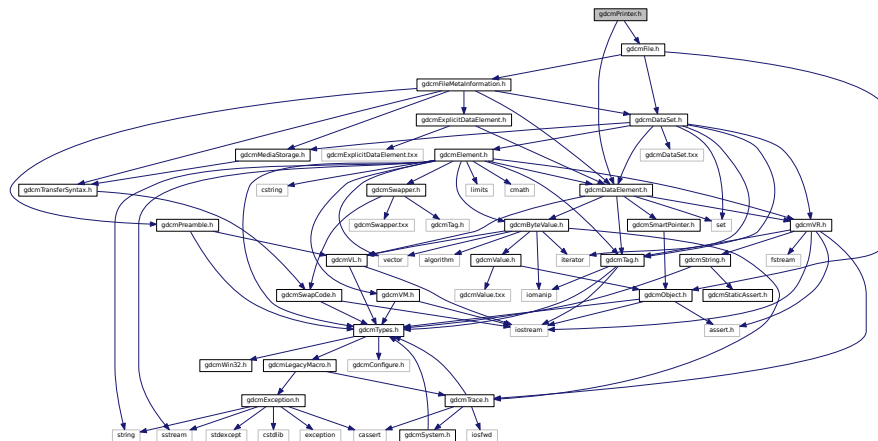 gdcmPrinter.h
gdcmFile.h
gdcmFileMetaInformation.h
gdcmExplicitDataElement.h
gdcmDataSet.h
gdcmMediaStorage.h
gdcmExplicitDataElement.txx
gdcmElement.h
gdcmDataSet.txx
gdcmTransferSyntax.h
cstring
gdcmSwapper.h
limits
cmath
gdcmDataElement.h
gdcmPreamble.h
gdcmSwapper.txx
gdcmTag.h
gdcmByteValue.h
gdcmSmartPointer.h
set
gdcmVR.h
gdcmVL.h
vector
algorithm
gdcmValue.h
iterator
gdcmTag.h
gdcmString.h
fstream
gdcmSwapCode.h
gdcmVM.h
gdcmValue.txx
iomanip
gdcmObject.h
gdcmStaticAssert.h
gdcmTypes.h
iostream
assert.h
gdcmWin32.h
gdcmLegacyMacro.h
gdcmConfigure.h
gdcmException.h
gdcmTrace.h
string
sstream
stdexcept
cstdlib
exception
cassert
gdcmSystem.h
iosfwd